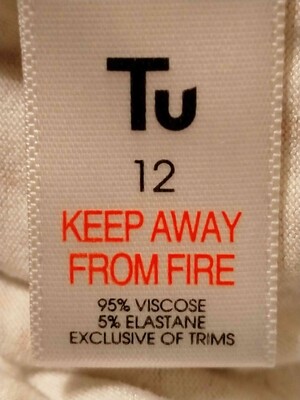 Tu
12
KEEP AWAY
FROM FIRE
95% VISCOSE
5% ELASTANE
EXCLUSIVE OF TRIMS